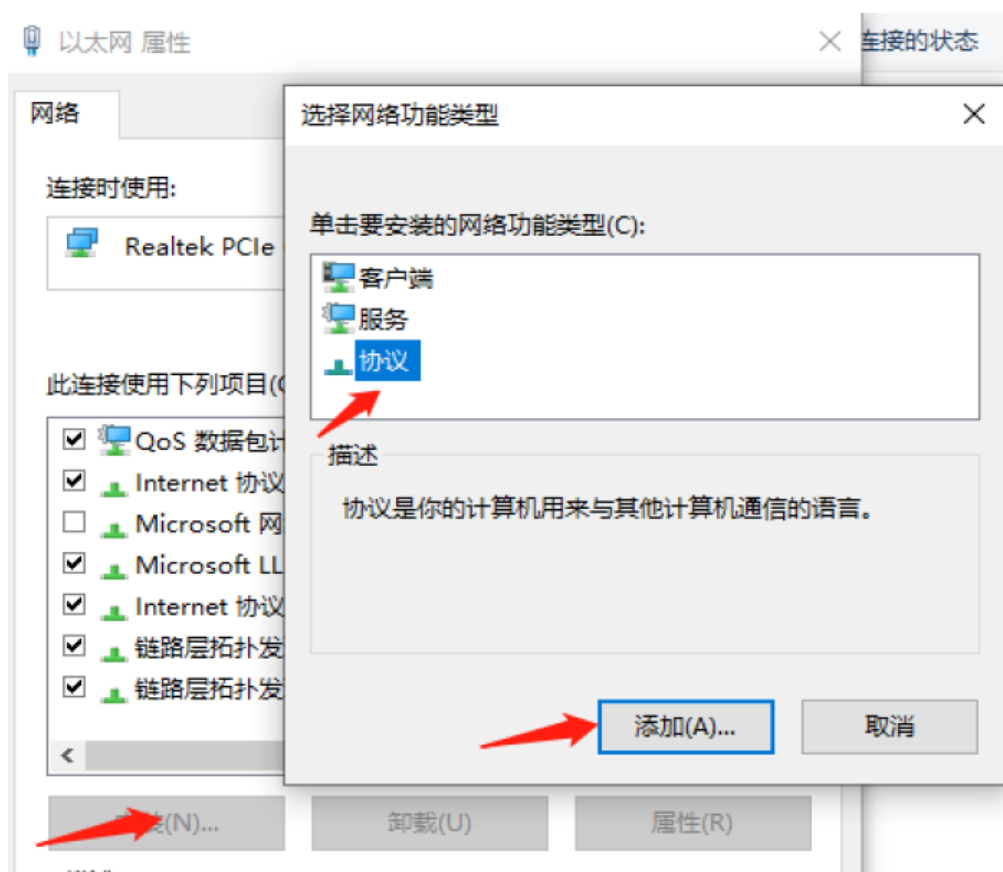 以太网 属性
连接的状态
网络
选择网络功能类型
连接时使用:
Realtek PCIe
单击要安装的网络功能类型(C):
客户端
服务
协议
此连接使用下列项目(
QoS 数据包计
Internet 协议
Microsoft 网
Microsoft LL
Internet 协议
链路层拓扑发
链路层拓扑发
描述
协议是你的计算机用来与其他计算机通信的语言。
添加(A)...
取消
(N)...
卸载(U)
属性(R)